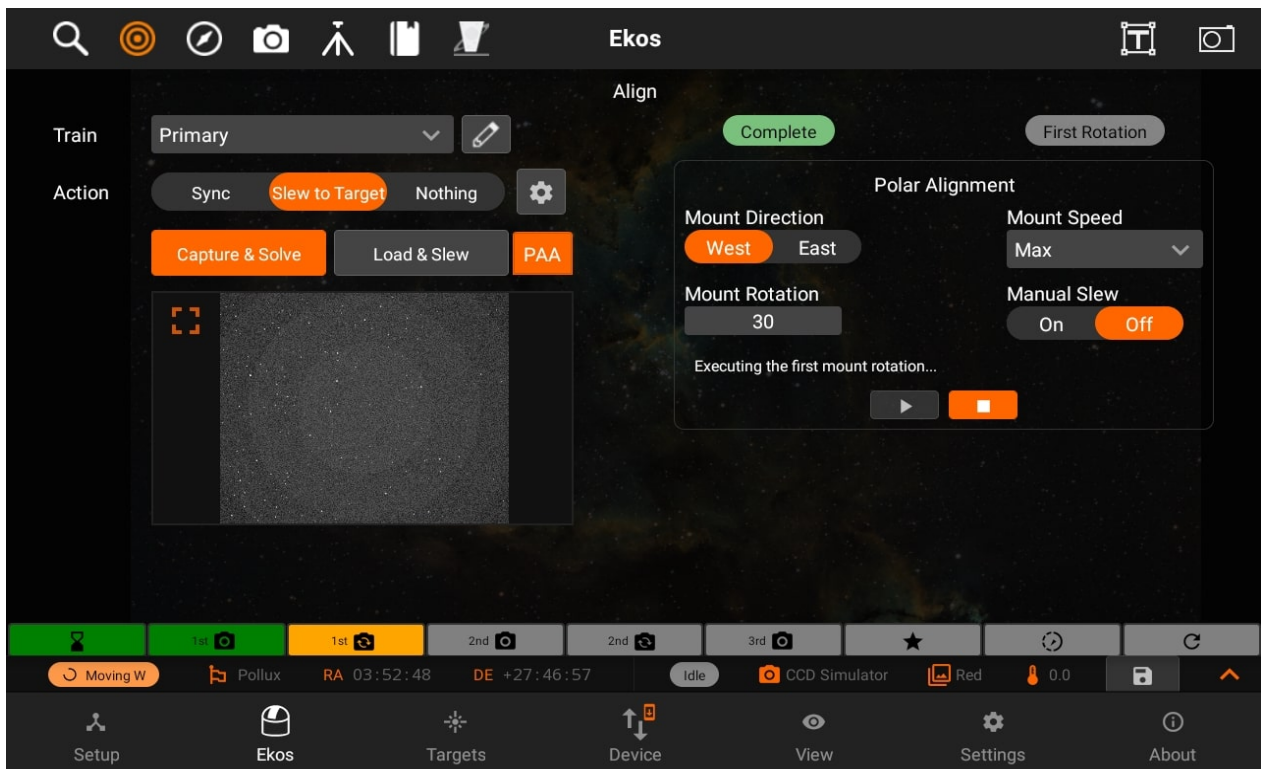 Ekos
Align
Train Primary
Complete First Rotation
Action Sync Slew to Target Nothing
Polar Alignment
Mount Direction Mount Speed
West East Max
Capture & Solve Load & Slew PAA
Mount Rotation Manual Slew
30 On Off
Executing the first mount rotation...
1st 1st 2nd 2nd 3rd
Moving W Pollux RA 03:52:48 DE +27:46:57 Idle CCD Simulator Red 0.0
Setup Ekos Targets Device View Settings About